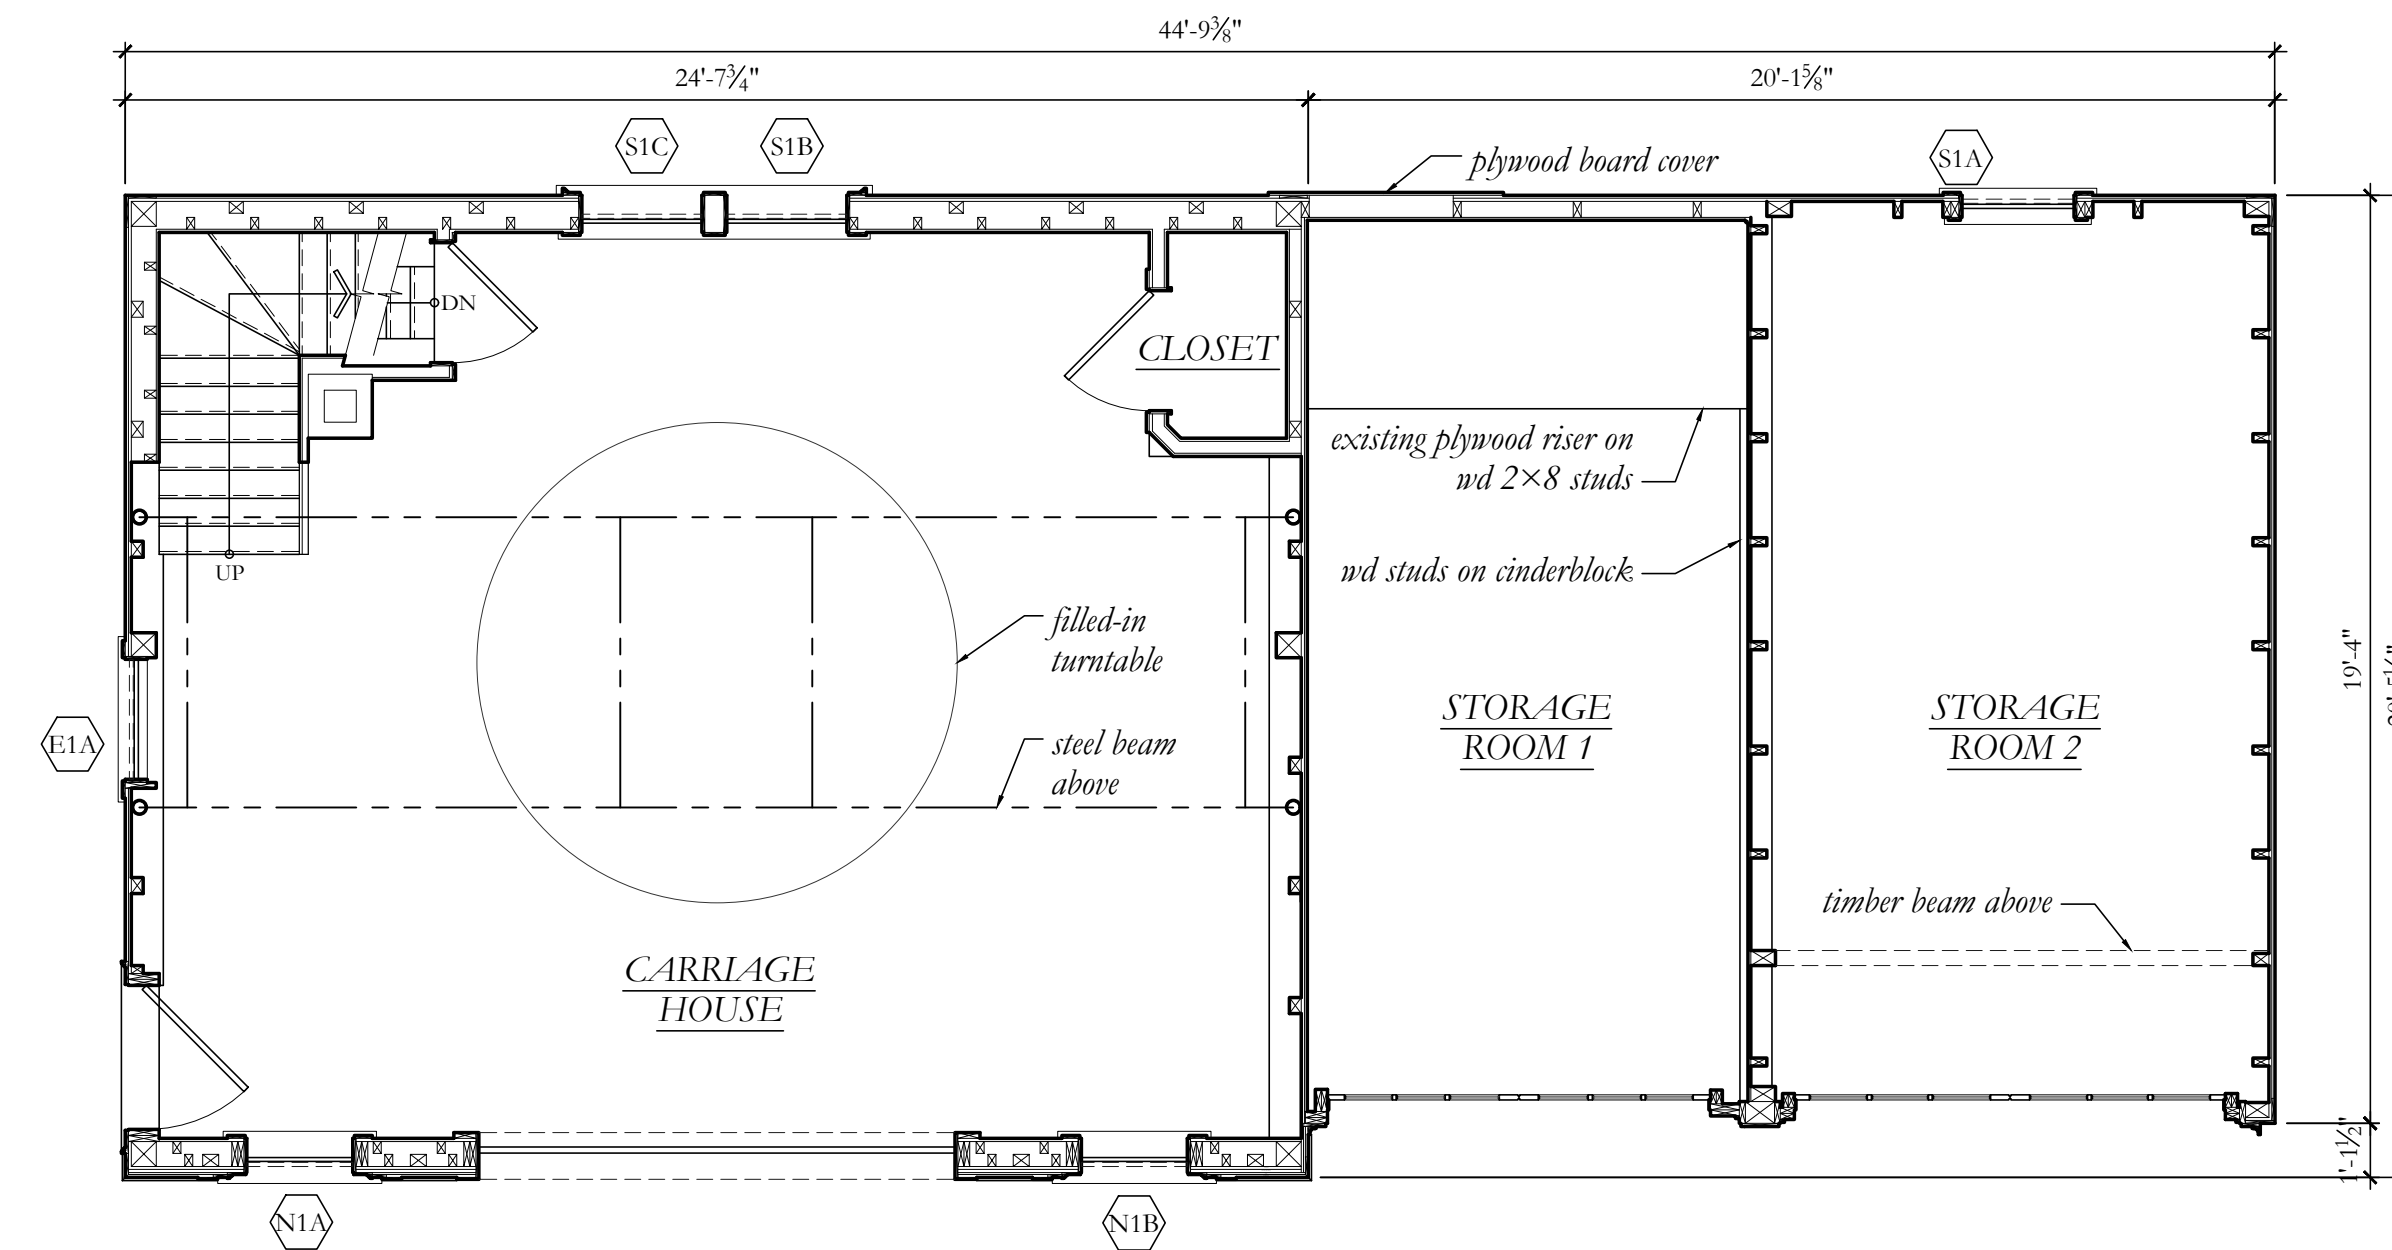 44'-9⅜"
24'-7¾"
20'-1⅝"
S1C
S1B
plywood board cover
S1A
DN
CLOSET
existing plywood riser on
wd 2×8 studs
wd studs on cinderblock
UP
filled-in
turntable
19'-4"
E1A
steel beam
above
STORAGE
ROOM 1
STORAGE
ROOM 2
timber beam above
CARRIAGE
HOUSE
1'-1½"
N1A
N1B